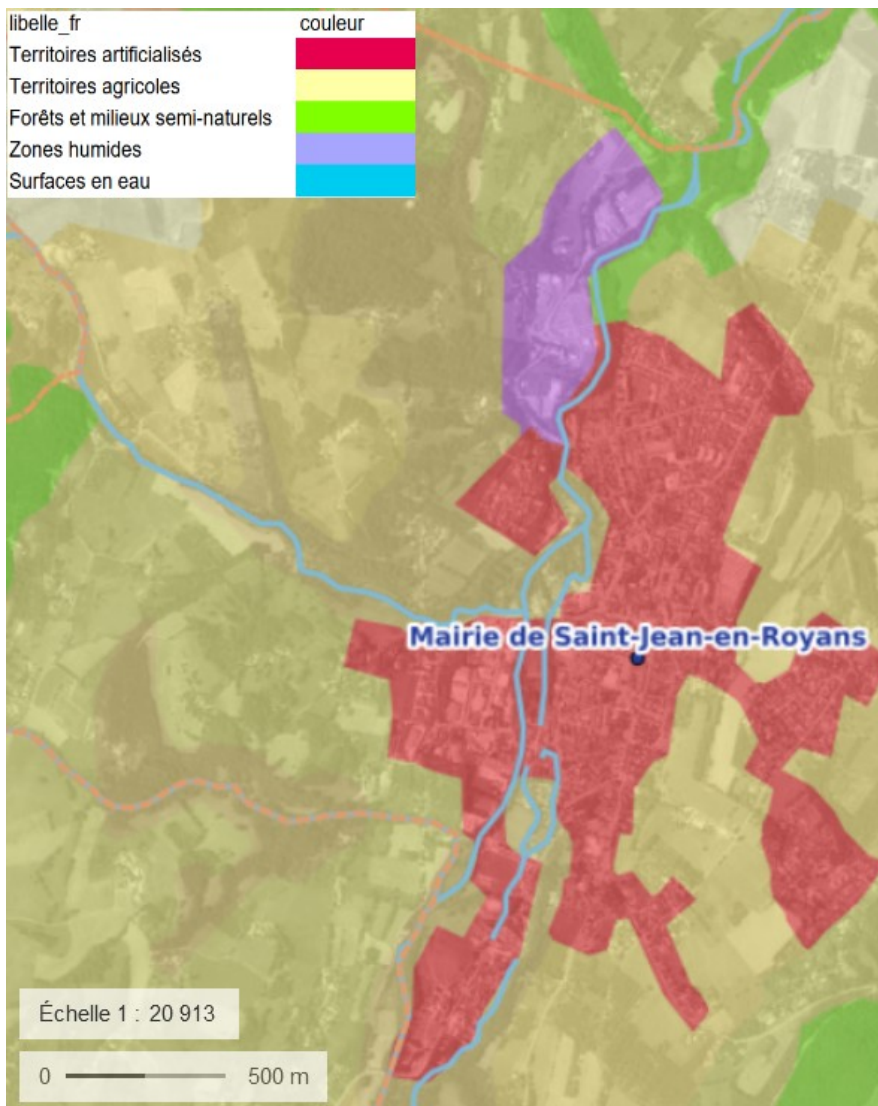 libelle_fr couleur
Territoires artificialisés
Territoires agricoles
Forêts et milieux semi-naturels
Zones humides
Surfaces en eau
Mairie de Saint-Jean-en-Royans
Échelle 1 : 20 913
0 500 m